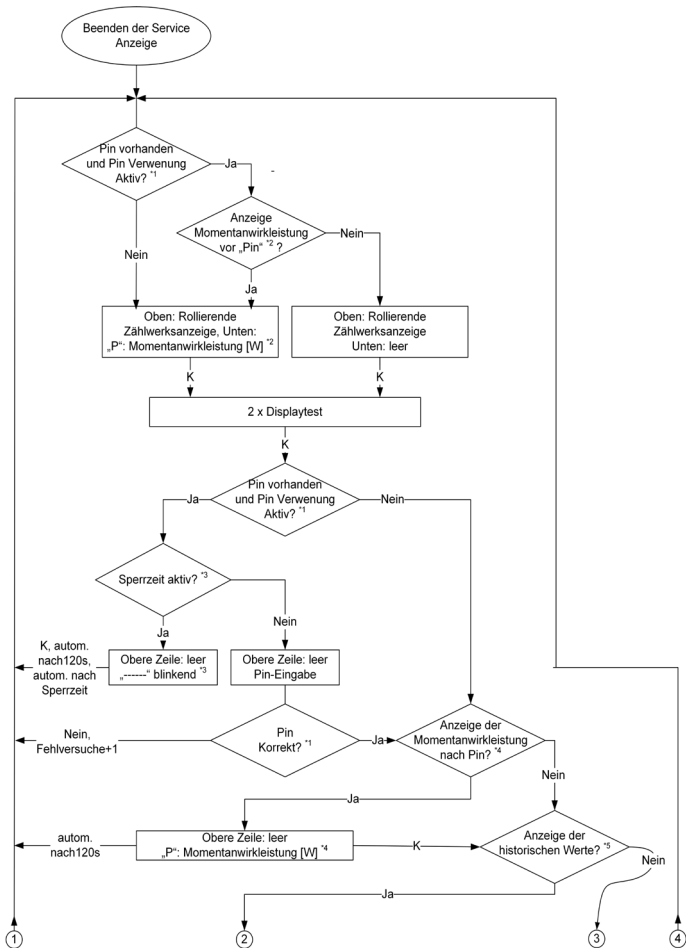 Beenden der Service
Anzeige
Pin vorhanden
und Pin Verwenung
Aktiv? *1
Ja
-
Anzeige
Momentanwirkleistung
vor „Pin“ *2 ?
Nein
Nein
Ja
Oben: Rollierende
Zählwerksanzeige, Unten:
„P“: Momentanwirkleistung [W] *2
Oben: Rollierende
Zählwerksanzeige
Unten: leer
K
K
2 x Displaytest
K
Pin vorhanden
und Pin Verwenung
Aktiv? *1
Ja
Nein
Sperrzeit aktiv? *3
Ja
Nein
K, autom.
nach120s,
autom. nach
Sperrzeit
Obere Zeile: leer
„------“ blinkend *3
Obere Zeile: leer
Pin-Eingabe
Nein,
Fehlversuche+1
Pin
Korrekt? *1
Ja
Anzeige der
Momentanwirkleistung
nach Pin? *4
Nein
Ja
autom.
nach120s
Obere Zeile: leer
„P“: Momentanwirkleistung [W] *4
K
Anzeige der
historischen Werte? *5
Nein
Ja
1
2
3
4